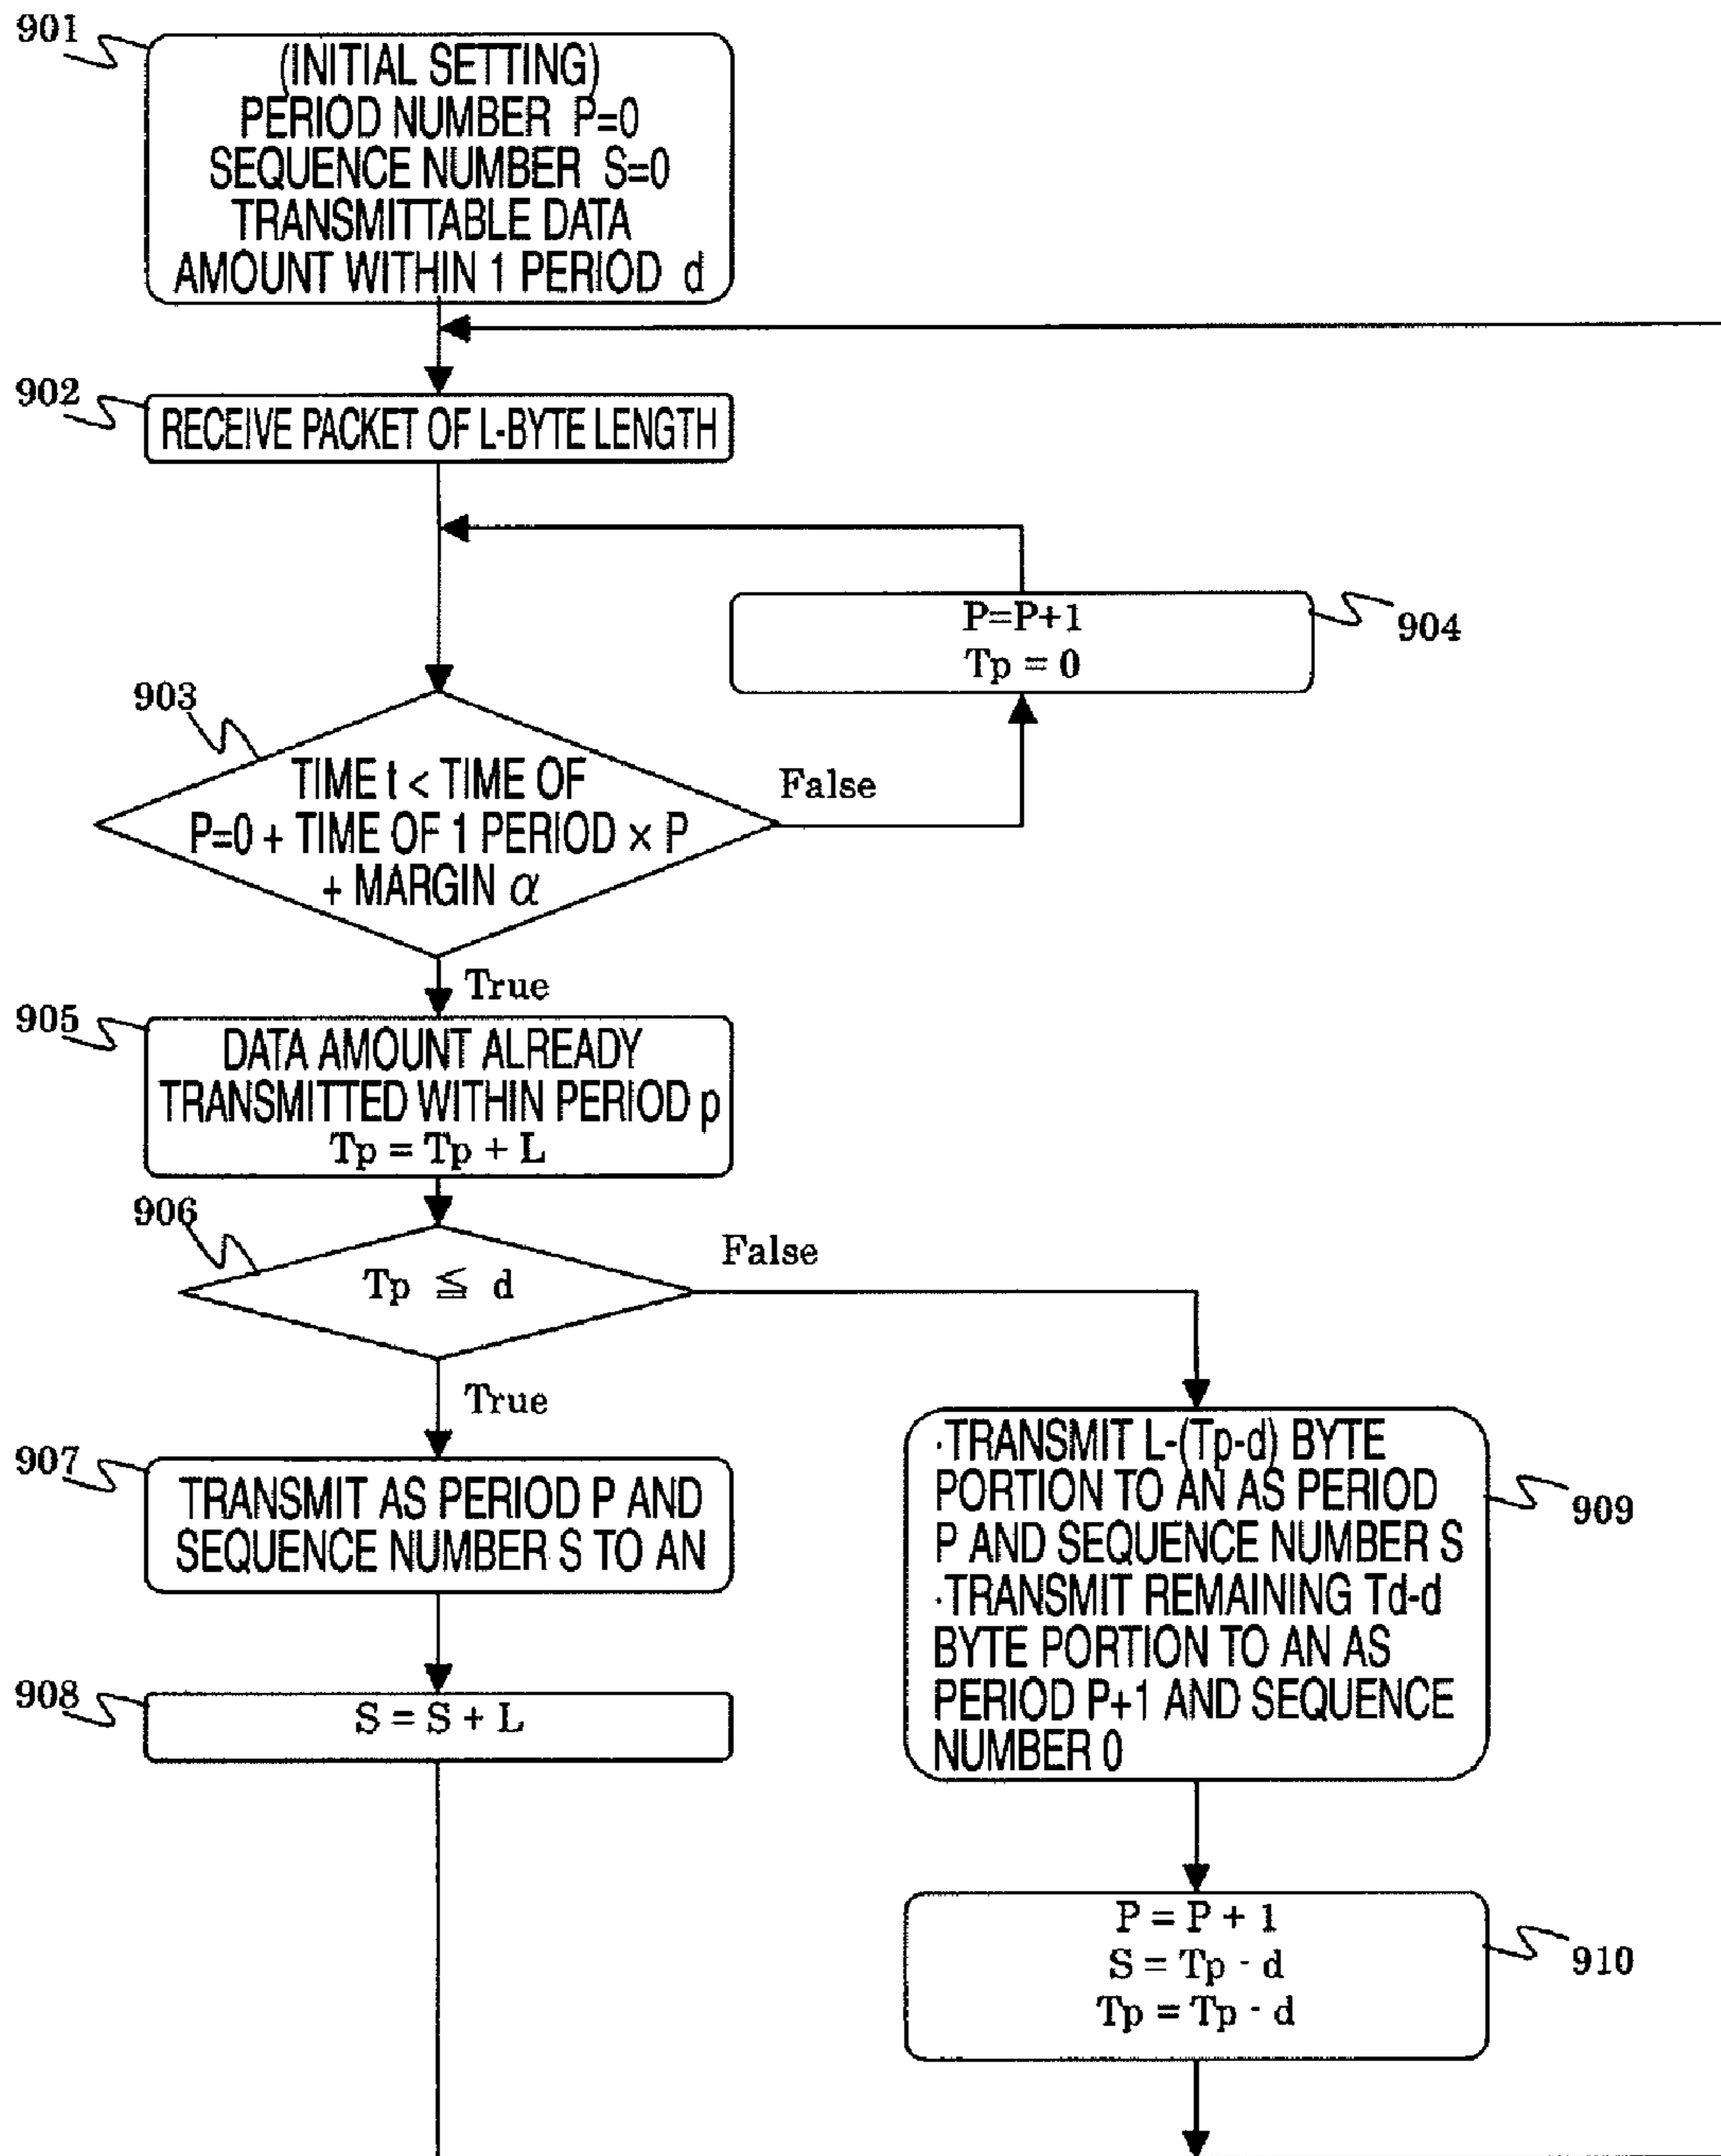 901
(INITIAL SETTING)
PERIOD NUMBER P=0
SEQUENCE NUMBER S=0
TRANSMITTABLE DATA
AMOUNT WITHIN 1 PERIOD d
902
RECEIVE PACKET OF L-BYTE LENGTH
P=P+1
Tp = 0
904
903
TIME t < TIME OF
P=0 + TIME OF 1 PERIOD × P
+ MARGIN α
False
True
905
DATA AMOUNT ALREADY
TRANSMITTED WITHIN PERIOD p
Tp = Tp + L
906
Tp ≦ d
False
True
907
TRANSMIT AS PERIOD P AND
SEQUENCE NUMBER S TO AN
908
S = S + L
·TRANSMIT L-(Tp-d) BYTE
PORTION TO AN AS PERIOD
P AND SEQUENCE NUMBER S
·TRANSMIT REMAINING Td-d
BYTE PORTION TO AN AS
PERIOD P+1 AND SEQUENCE
NUMBER 0
909
P = P + 1
S = Tp - d
Tp = Tp - d
910